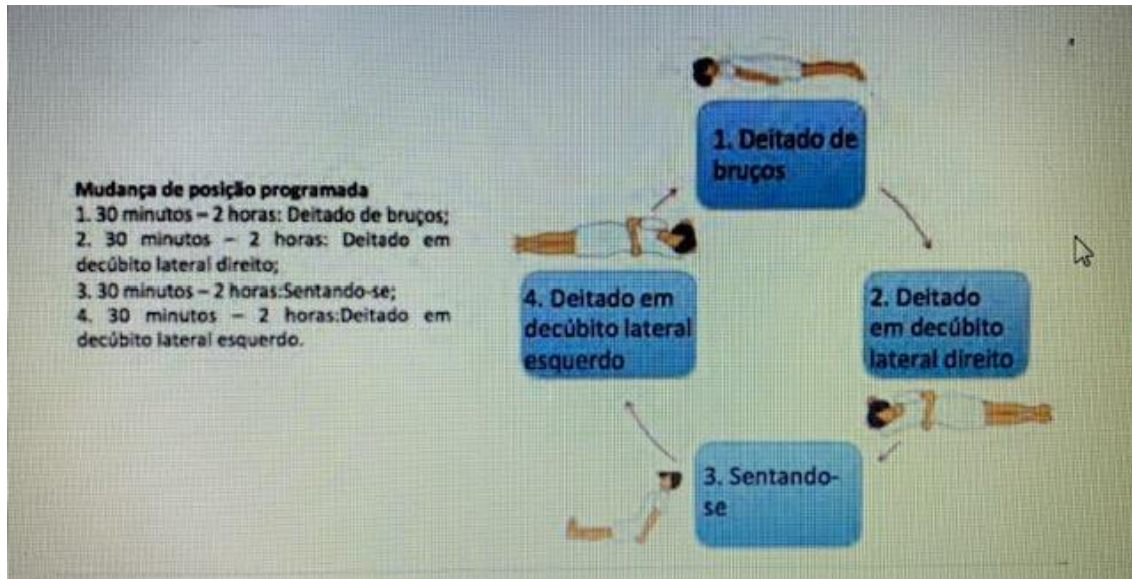 Mudança de posição programada
1. 30 minutos – 2 horas: Deitado de bruços;
2. 30 minutos – 2 horas: Deitado em
decúbito lateral direito;
3. 30 minutos – 2 horas:Sentando-se;
4. 30 minutos – 2 horas:Deitado em
decúbito lateral esquerdo.
1. Deitado de
bruços
2. Deitado
em decúbito
lateral direito
3. Sentando-
se
4. Deitado em
decúbito lateral
esquerdo